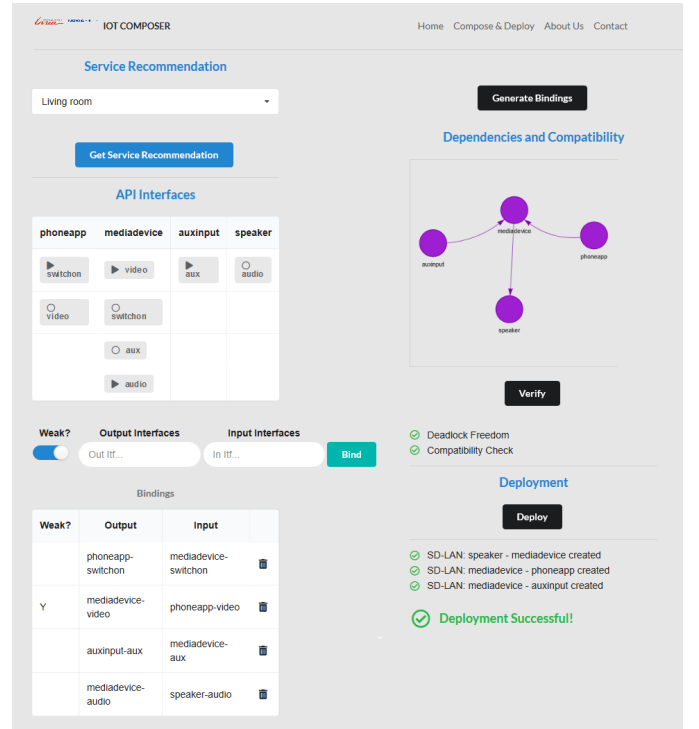 IOT COMPOSER
Home Compose & Deploy About Us Contact
Service Recommendation
Living room
Get Service Recommendation
API Interfaces
phoneapp mediadevice auxinput speaker
switchon video aux audio
video switchon
aux
audio
Weak? Output Interfaces Input Interfaces
Out Itf... In Itf... Bind
Bindings
Weak? Output Input
phoneapp-
switchon
mediadevice-
switchon
Y
mediadevice-
video
phoneapp-video
auxinput-aux
mediadevice-
aux
mediadevice-
audio
speaker-audio
Generate Bindings
Dependencies and Compatibility
mediadevice
auxinput
phoneapp
speaker
Verify
Deadlock Freedom
Compatibility Check
Deployment
Deploy
SD-LAN: speaker - mediadevice created
SD-LAN: mediadevice - phoneapp created
SD-LAN: mediadevice - auxinput created
Deployment Successful!